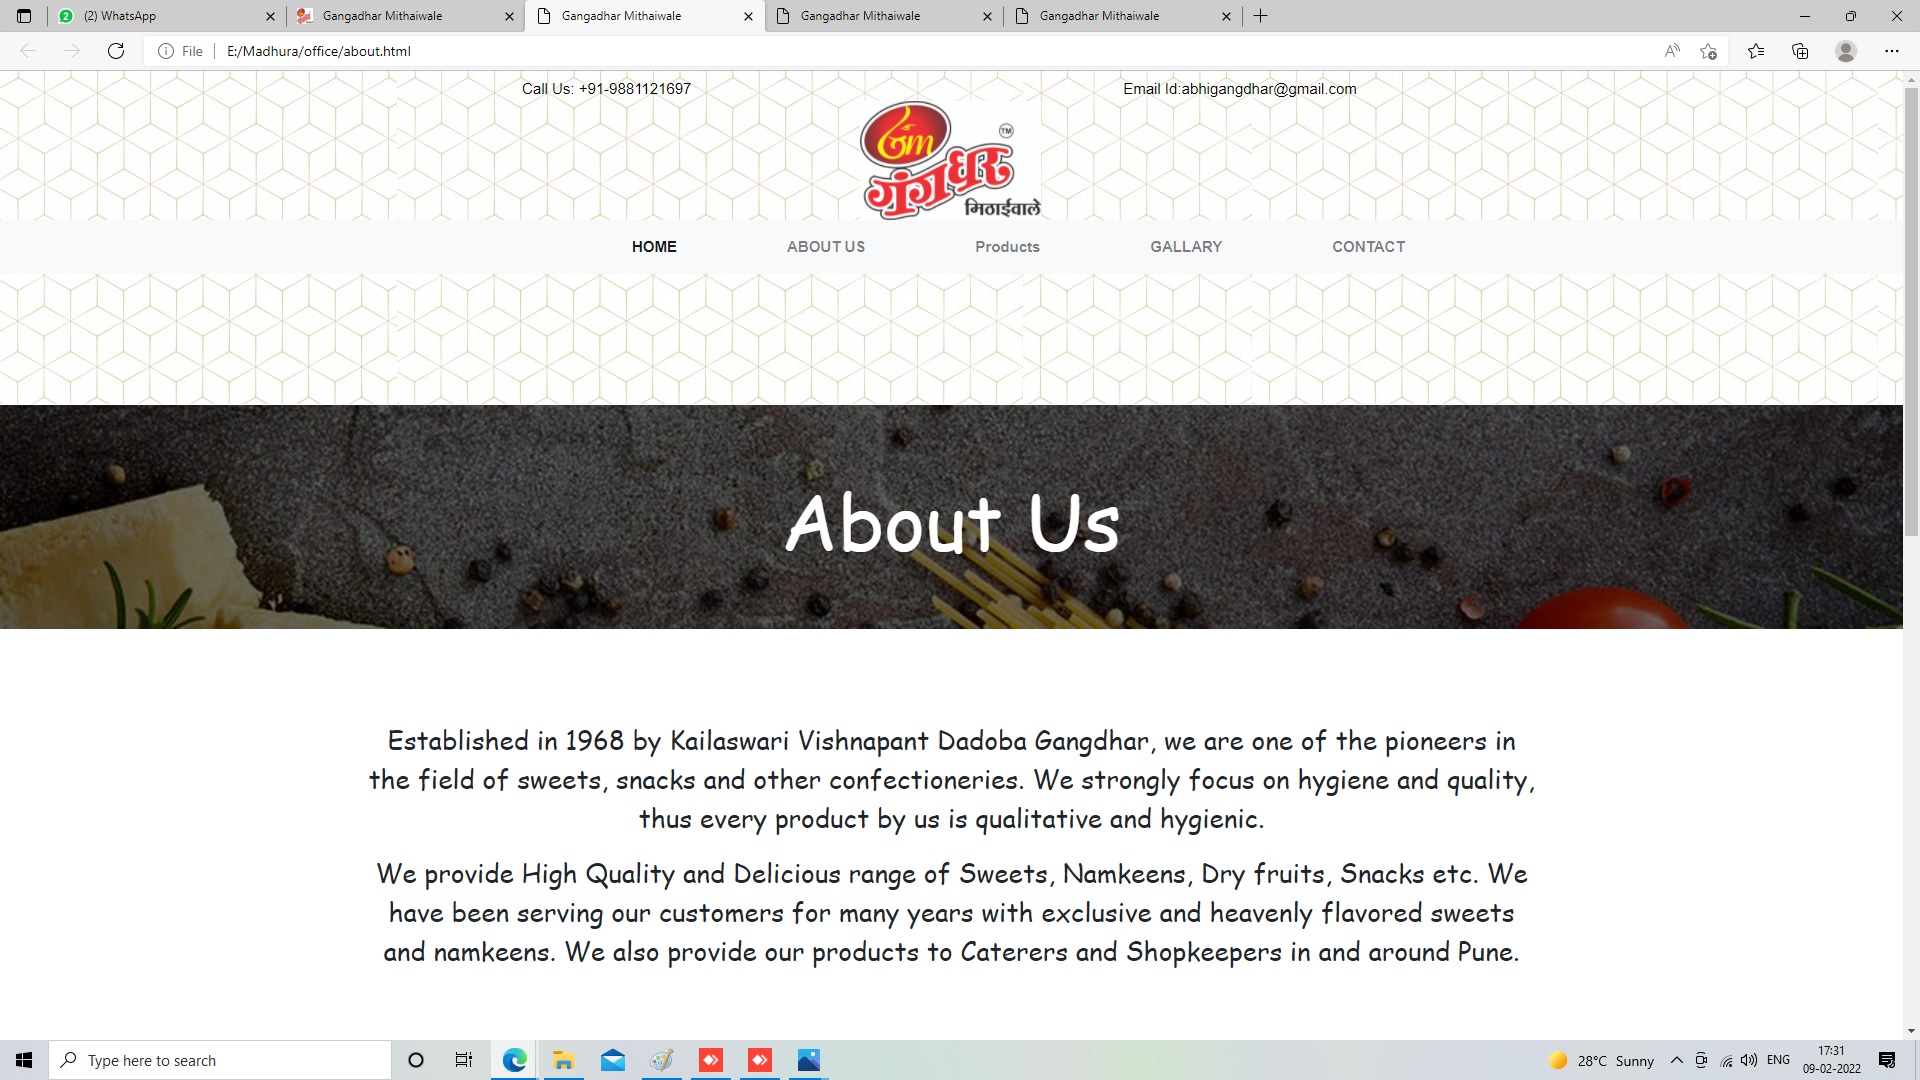 (2) WhatsApp
Gangadhar Mithaiwale
Gangadhar Mithaiwale
Gangadhar Mithaiwale
Gangadhar Mithaiwale
File
E:/Madhura/office/about.html
Call Us: +91-9881121697
Email Id:abhigangdhar@gmail.com
Gm
TM
गंगधर
मिठाईवाले
HOME
ABOUT US
Products
GALLARY
CONTACT
About Us
Established in 1968 by Kailaswari Vishnapant Dadoba Gangdhar, we are one of the pioneers in
the field of sweets, snacks and other confectioneries. We strongly focus on hygiene and quality,
thus every product by us is qualitative and hygienic.
We provide High Quality and Delicious range of Sweets, Namkeens, Dry fruits, Snacks etc. We
have been serving our customers for many years with exclusive and heavenly flavored sweets
and namkeens. We also provide our products to Caterers and Shopkeepers in and around Pune.
Type here to search
28°C Sunny
ENG
17:31
09-02-2022